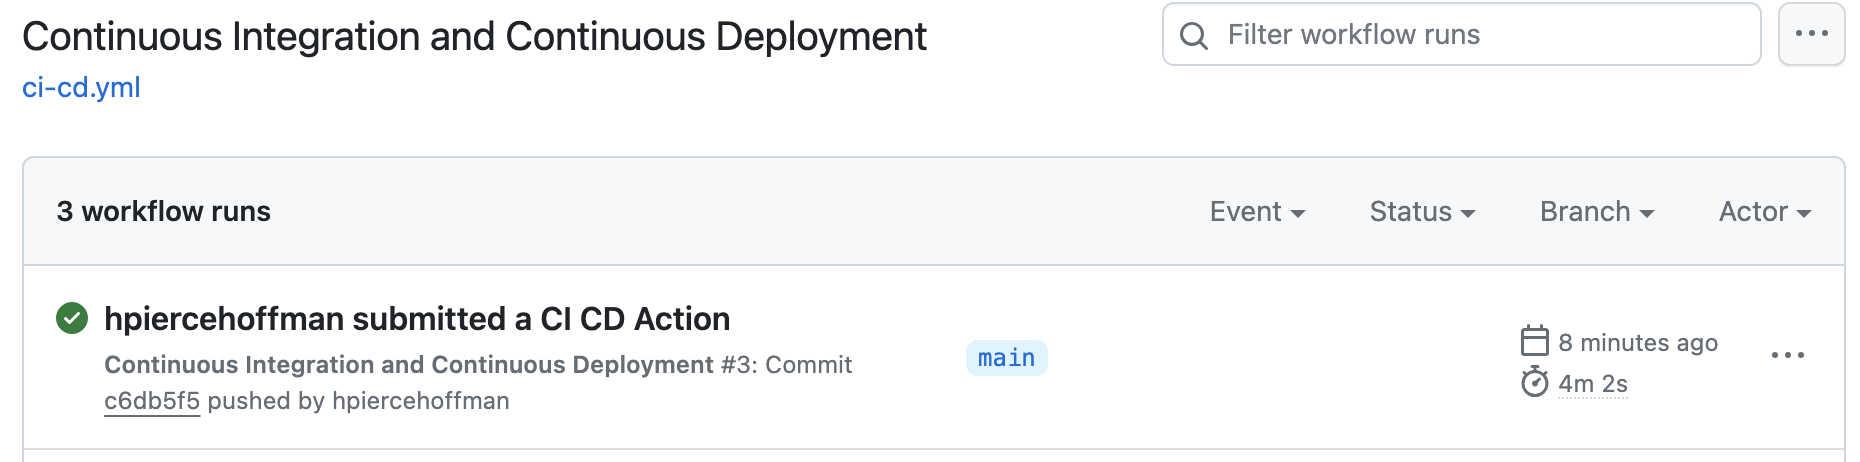 Continuous Integration and Continuous Deployment
Filter workflow runs
ci-cd.yml
3 workflow runs
Event
Status
Branch
Actor
hpiercehoffman submitted a CI CD Action
Continuous Integration and Continuous Deployment #3: Commit
c6db5f5 pushed by hpiercehoffman
main
8 minutes ago
4m 2s